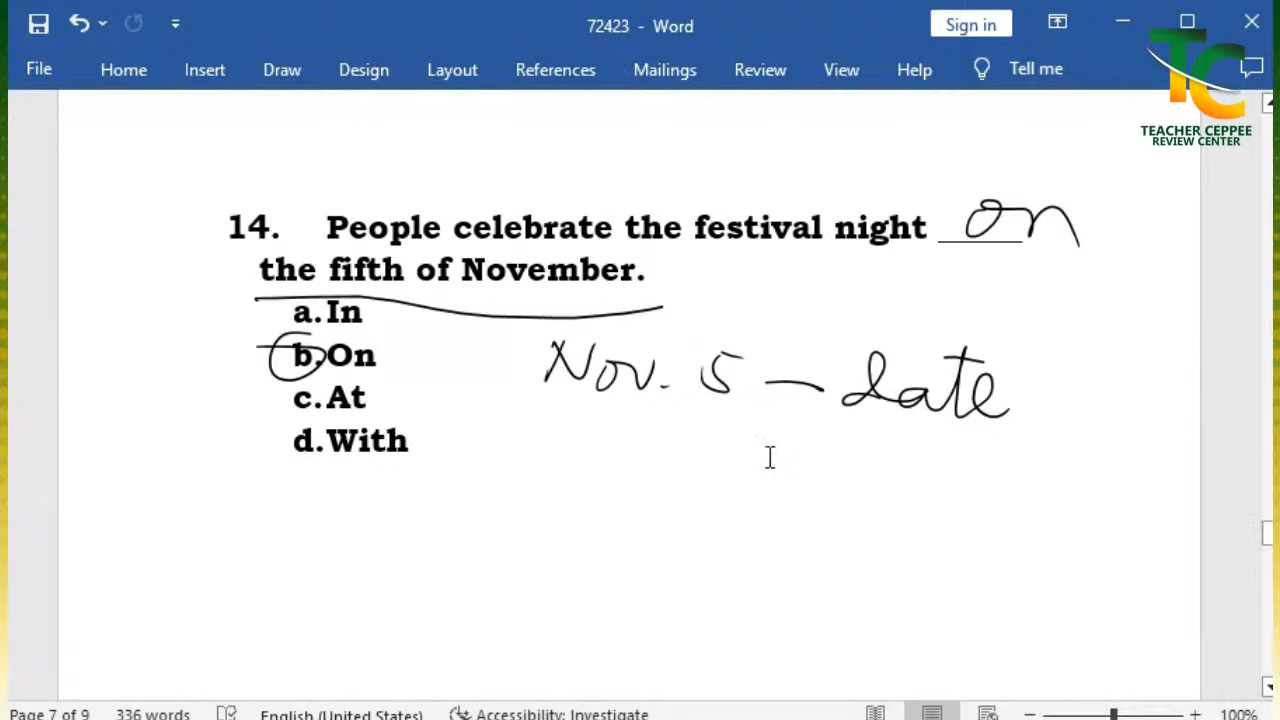 72423 - Word
Sign in
File Home Insert Draw Design Layout References Mailings Review View Help Tell me
TC
TEACHER CEPPEE
REVIEW CENTER
14. People celebrate the festival night ______ on
the fifth of November.
a. In
b. On
c. At
d. With
Nov. 5 — date
Page 7 of 9 336 words English (United States) Accessibility: Investigate 100%